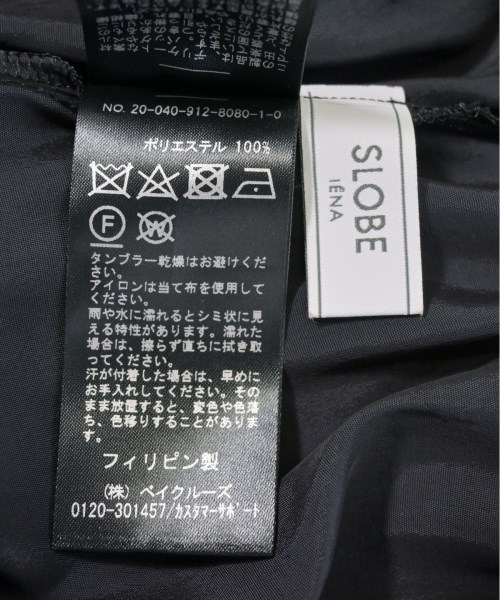 NO. 20-040-912-8080-1-0
ポリエステル 100%
F
W
タンブラー乾燥はお避けくださ
い。
アイロンは当て布を使用して
ください。
雨や水に濡れるとシミ状に見
える特性があります。濡れた
場合は、擦らず直ちに拭き取
ってください。
汗が付着した場合は、早めに
お手入れしてください。その
まま放置すると、変色や色落
ち、色移りすることがありま
す。
フィリピン製
(株) ベイクルーズ
0120-301457/カスタマーサポート
SLOBE
IÉNA